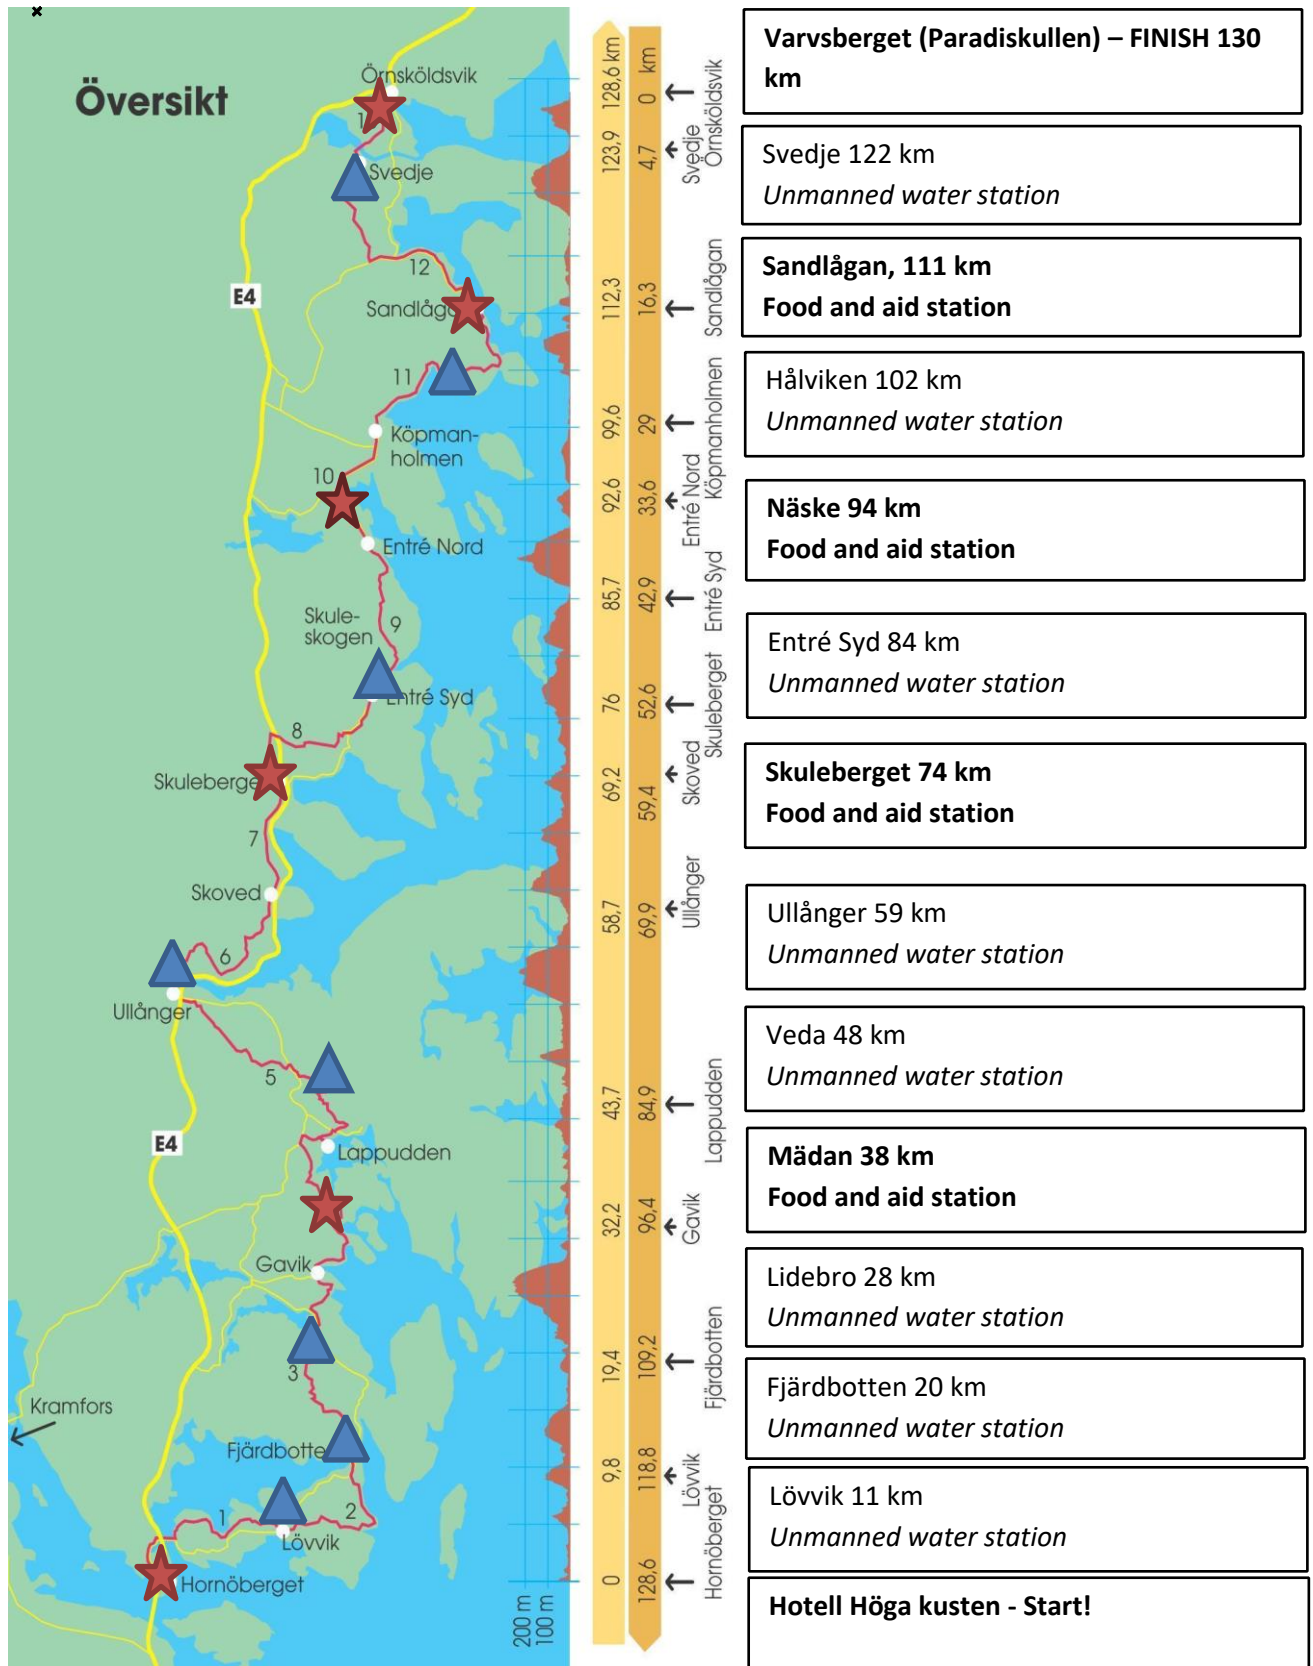 Översikt
Örnsköldsvik
1
Svedje
12
E4
Sandlåga
11
Köpman-
holmen
10
Entré Nord
Skule-
skogen
9
Entré Syd
8
Skuleberge
7
Skoved
6
Ullånger
5
E4
Lappudden
Gavik
3
Kramfors
Fjärdbotte
1
2
Lövvik
Hornöberget
128,6 km
123,9
112,3
99,6
92,6
85,7
76
69,2
58,7
43,7
32,2
19,4
9,8
0
km
0
4,7
16,3
29
33,6
42,9
52,6
59,4
69,9
84,9
96,4
109,2
118,8
128,6
Örnsköldsvik
Svedje
Sandlågan
Köpmanholmen
Entré Nord
Entré Syd
Skuleberget
Skoved
Ullånger
Lappudden
Gavik
Fjärdbotten
Lövvik
Hornöberget
200 m
100 m
Varvsberget (Paradiskullen) – FINISH 130
km
Svedje 122 km
Unmanned water station
Sandlågan, 111 km
Food and aid station
Hålviken 102 km
Unmanned water station
Näske 94 km
Food and aid station
Entré Syd 84 km
Unmanned water station
Skuleberget 74 km
Food and aid station
Ullånger 59 km
Unmanned water station
Veda 48 km
Unmanned water station
Mädan 38 km
Food and aid station
Lidebro 28 km
Unmanned water station
Fjärdbotten 20 km
Unmanned water station
Lövvik 11 km
Unmanned water station
Hotell Höga kusten - Start!